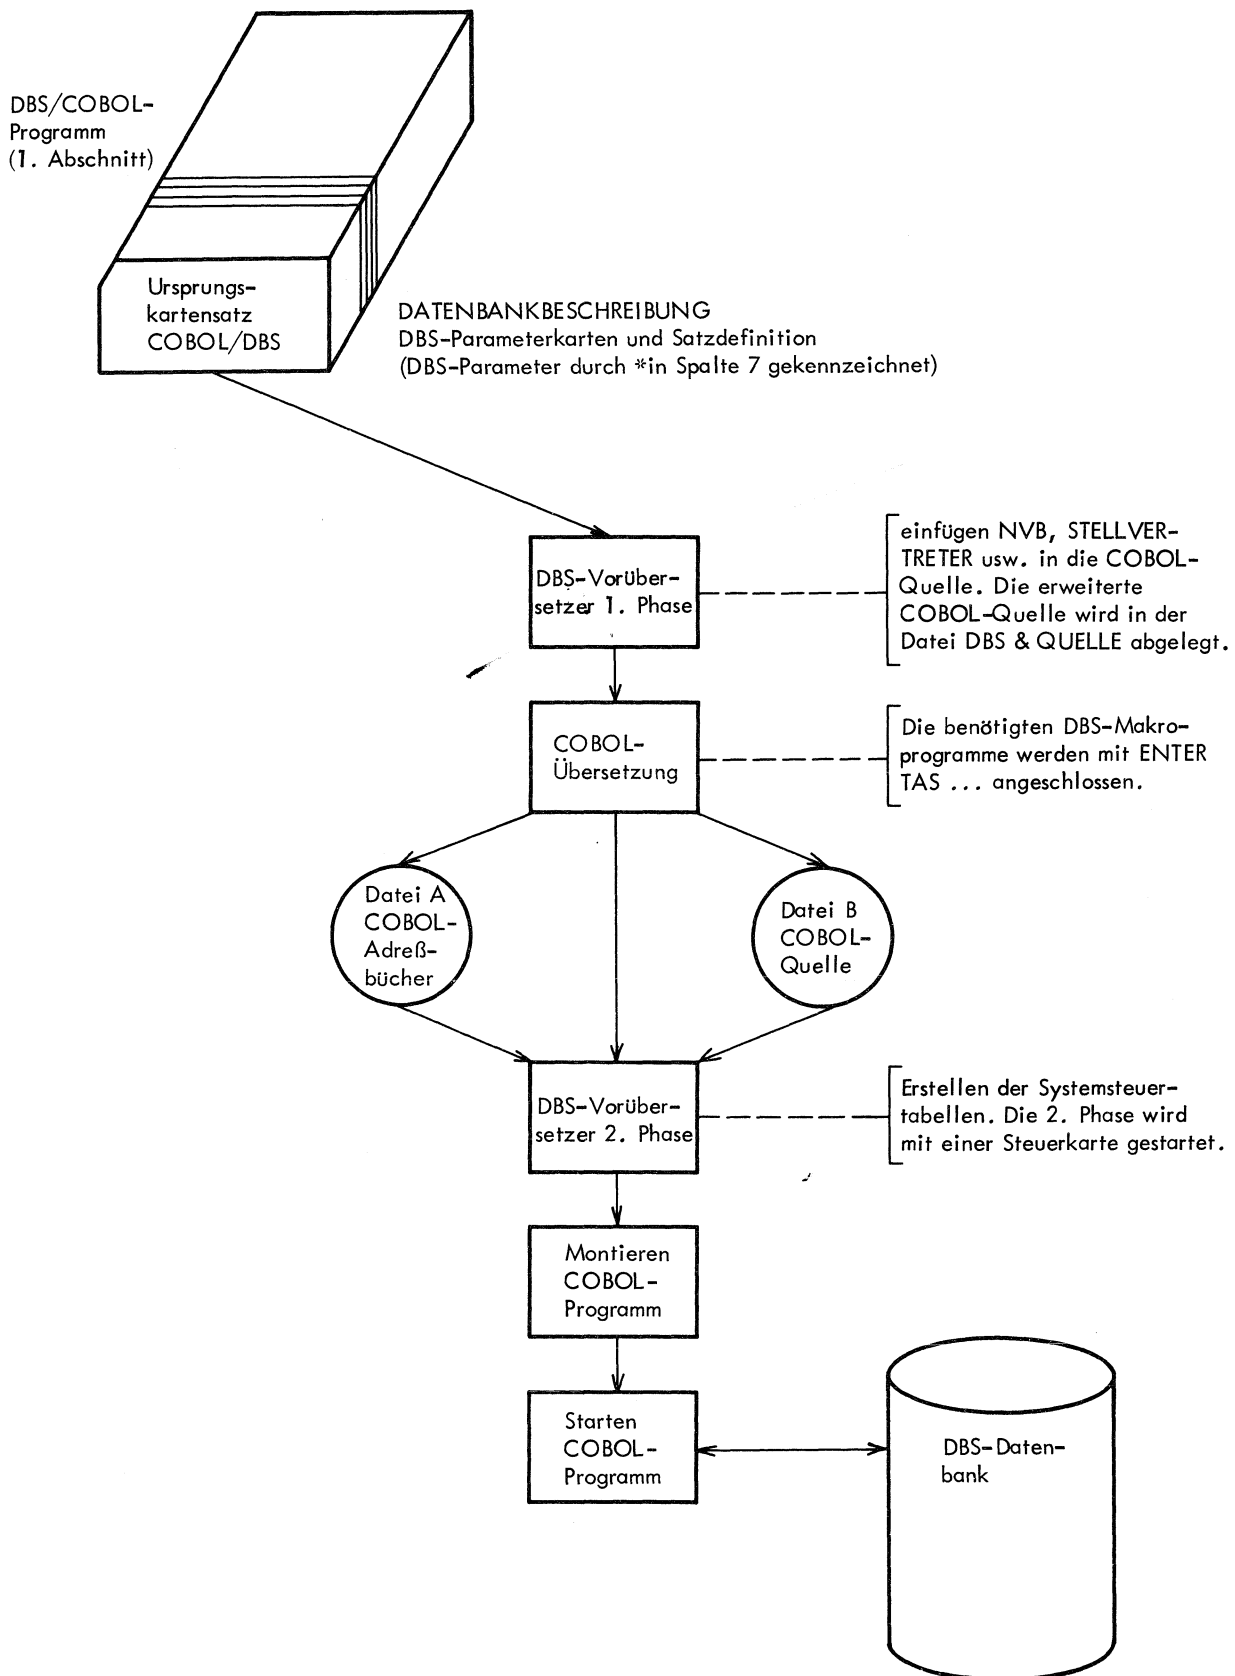 DBS/COBOL-
Programm
(1. Abschnitt)
Ursprungs-
kartensatz
COBOL/DBS
DATENBANKBESCHREIBUNG
DBS-Parameterkarten und Satzdefinition
(DBS-Parameter durch *in Spalte 7 gekennzeichnet)
DBS-Vorüber-
setzer 1. Phase
einfügen NVB, STELLVER-
TRETER usw. in die COBOL-
Quelle. Die erweiterte
COBOL-Quelle wird in der
Datei DBS & QUELLE abgelegt.
COBOL-
Übersetzung
Die benötigten DBS-Makro-
programme werden mit ENTER
TAS ... angeschlossen.
Datei A
COBOL-
Adreß-
bücher
Datei B
COBOL-
Quelle
DBS-Vorüber-
setzer 2. Phase
Erstellen der Systemsteuer-
tabellen. Die 2. Phase wird
mit einer Steuerkarte gestartet.
Montieren
COBOL-
Programm
Starten
COBOL-
Programm
DBS-Daten-
bank